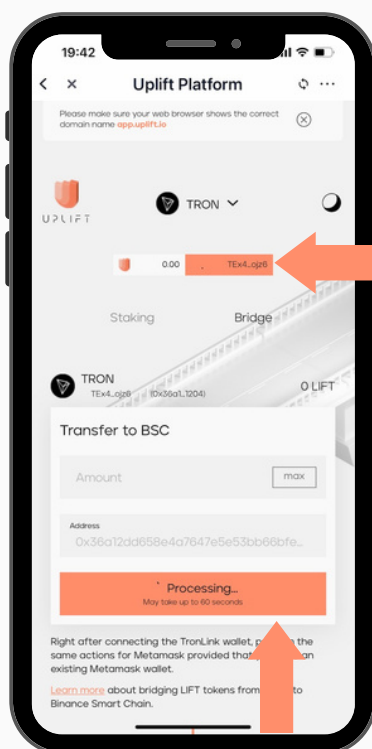 19:42
Uplift Platform
Please make sure your web browser shows the correct
domain name app.uplift.io
UPLIFT
TRON
0.00
TEx4...ojz6
Staking
Bridge
TRON
TEx4...ojz6 (0x36a1...1204)
0 LIFT
Transfer to BSC
Amount
max
Address
0x36a12dd658e4a7647e5e53bb66bfe...
Processing...
May take up to 60 seconds
Right after connecting the TronLink wallet, the
same actions for Metamask provided that an
existing Metamask wallet.
Learn more about bridging LIFT tokens from to
Binance Smart Chain.